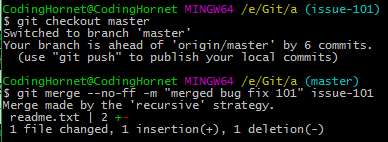 CodingHornet@CodingHornet MINGW64 /e/Git/a (issue-101)
$ git checkout master
Switched to branch 'master'
Your branch is ahead of 'origin/master' by 6 commits.
  (use "git push" to publish your local commits)

CodingHornet@CodingHornet MINGW64 /e/Git/a (master)
$ git merge --no-ff -m "merged bug fix 101" issue-101
Merge made by the 'recursive' strategy.
 readme.txt | 2 +-
 1 file changed, 1 insertion(+), 1 deletion(-)